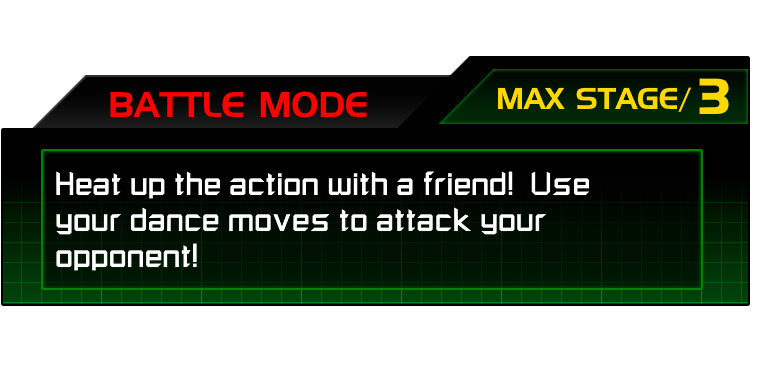 BATTLE MODE
MAX STAGE/3
Heat up the action with a friend!  Use
your dance moves to attack your
opponent!